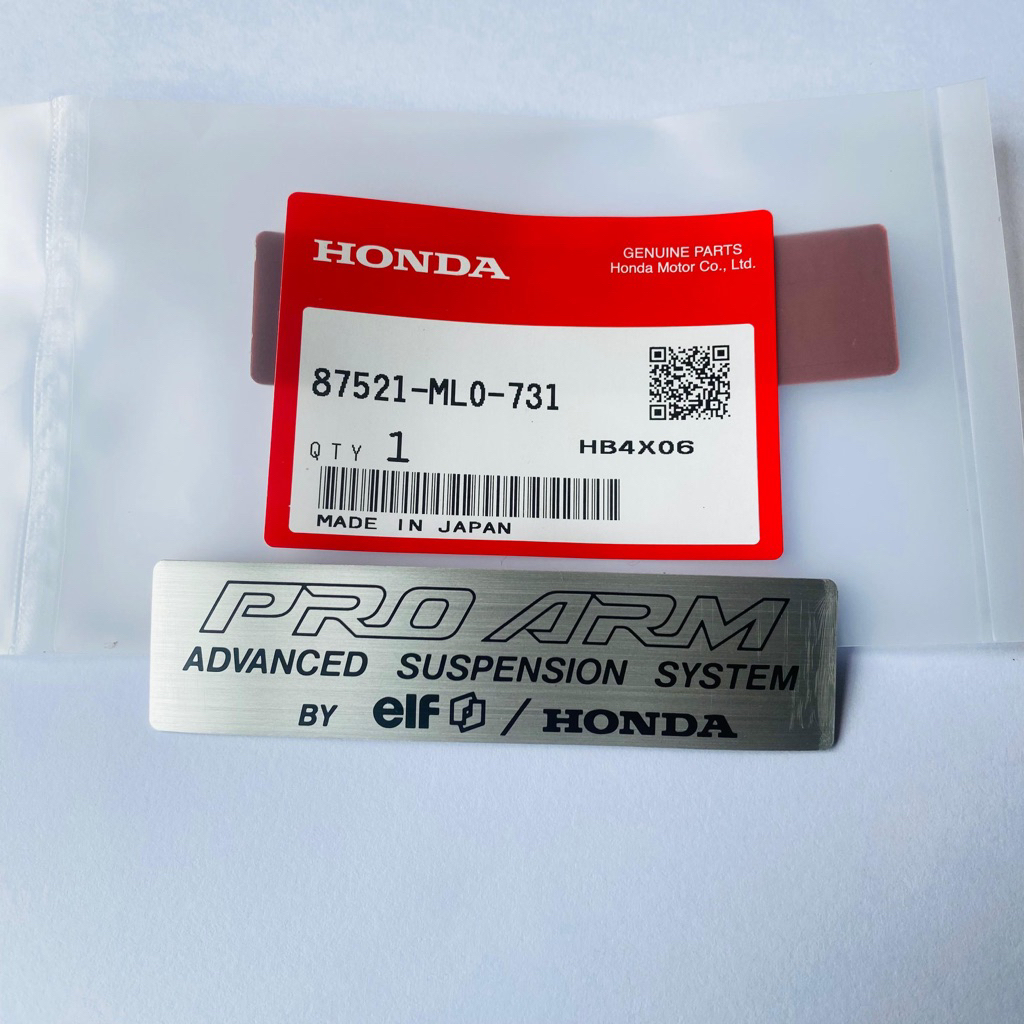 HONDA
GENUINE PARTS
Honda Motor Co., Ltd.
87521-ML0-731
QTY 1
HB4X06
MADE IN JAPAN
PRO ARM
ADVANCED SUSPENSION SYSTEM
BY elf / HONDA